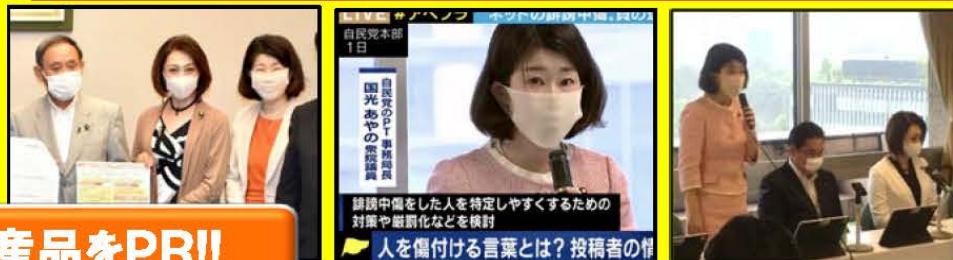 LIVE #アベプラ ネットの誹謗中傷、真の
自民党本部
1日
自民党のPT事務局長
国光 あやの衆院議員
誹謗中傷をした人を特定しやすくするための
対策や厳罰化などを検討
人を傷付ける言葉とは? 投稿者の情
産品をPR!!